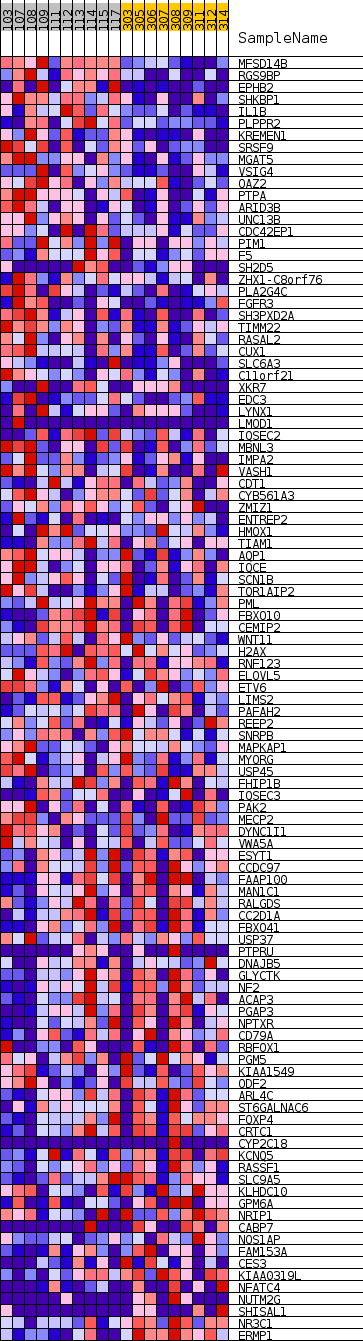 103 107 108 109 111 112 113 114 115 117 303 305 306 307 308 309 311 312 314
SampleName
MFSD14B
RGS9BP
EPHB2
SHKBP1
IL1B
PLPPR2
KREMEN1
SRSF9
MGAT5
VSIG4
OAZ2
PTPA
ARID3B
UNC13B
CDC42EP1
PIM1
F5
SH2D5
ZHX1-C8orf76
PLA2G4C
FGFR3
SH3PXD2A
TIMM22
RASAL2
CUX1
SLC6A3
C11orf21
XKR7
EDC3
LYNX1
LMOD1
IQSEC2
MBNL3
IMPA2
VASH1
CDT1
CYB561A3
ZMIZ1
ENTREP2
HMOX1
TIAM1
AQP1
IQCE
SCN1B
TOR1AIP2
PML
FBXO10
CEMIP2
WNT11
H2AX
RNF123
ELOVL5
ETV6
LIMS2
PAFAH2
REEP2
SNRPB
MAPKAP1
MYORG
USP45
FHIP1B
IQSEC3
PAK2
MECP2
DYNC1I1
VWA5A
ESYT1
CCDC97
FAAP100
MAN1C1
RALGDS
CC2D1A
FBXO41
USP37
PTPRU
DNAJB5
GLYCTK
NF2
ACAP3
PGAP3
NPTXR
CD79A
RBFOX1
PGM5
KIAA1549
ODF2
ARL4C
ST6GALNAC6
FOXP4
CRTC1
CYP2C18
KCNQ5
RASSF1
SLC9A5
KLHDC10
GPM6A
NRIP1
CABP7
NOS1AP
FAM153A
CES3
KIAA0319L
NFATC4
NUTM2G
SHISAL1
NR3C1
ERMP1